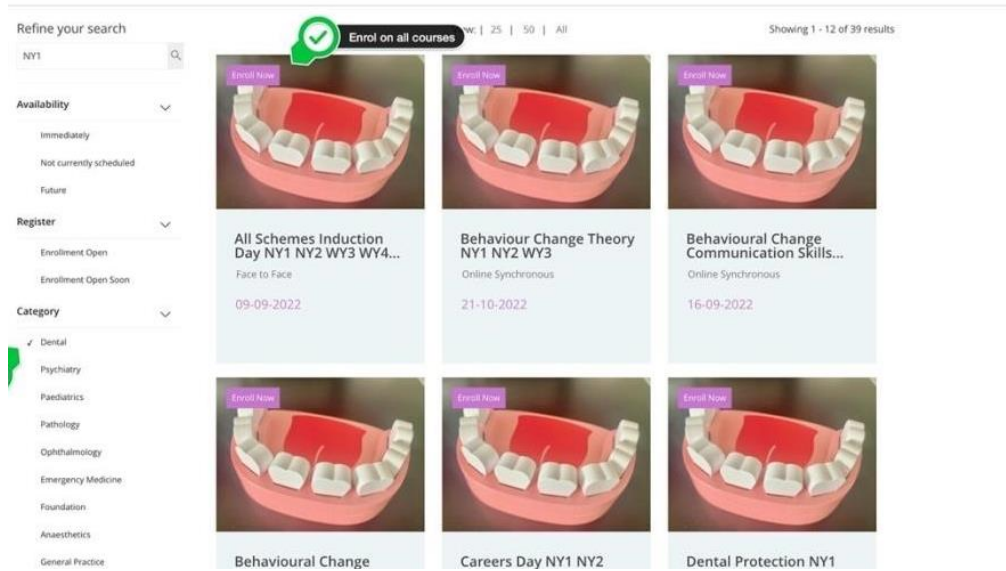 Refine your search
NY1
Enrol on all courses
| 25 | 50 | All
Showing 1 - 12 of 39 results
Availability
Immediately
Not currently scheduled
Future
Register
Enrollment Open
Enrollment Open Soon
Category
✓ Dental
Psychiatry
Paediatrics
Pathology
Ophthalmology
Emergency Medicine
Foundation
Anaesthetics
General Practice
Enroll Now
All Schemes Induction
Day NY1 NY2 WY3 WY4...
Face to Face
09-09-2022
Enroll Now
Behaviour Change Theory
NY1 NY2 WY3
Online Synchronous
21-10-2022
Enroll Now
Behavioural Change
Communication Skills...
Online Synchronous
16-09-2022
Enroll Now
Behavioural Change
Enroll Now
Careers Day NY1 NY2
Enroll Now
Dental Protection NY1